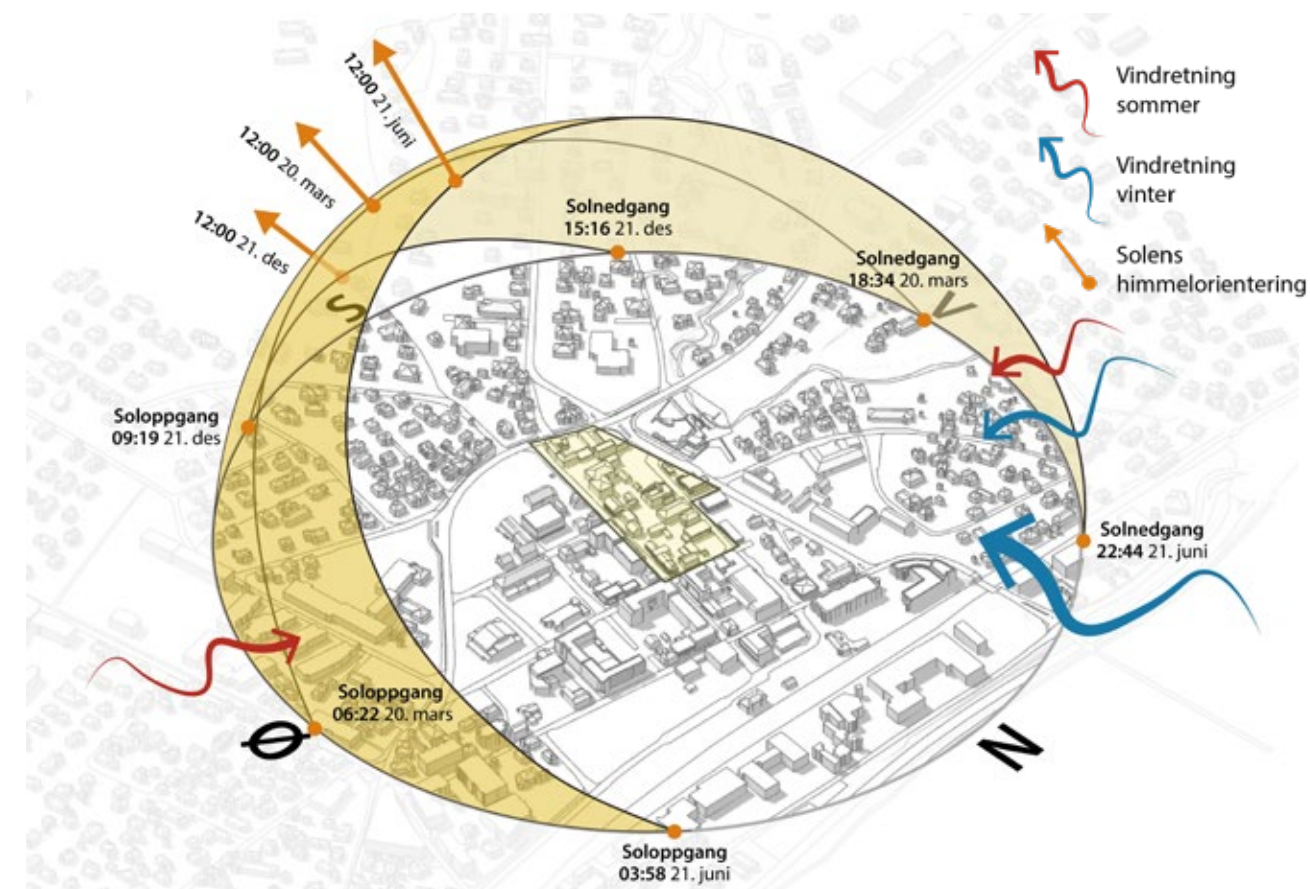 12:00 21. juni
12:00 20. mars
12:00 21. des
Vindretning
sommer
Vindretning
vinter
Solens
himmelorientering
Solnedgang
15:16 21. des
Solnedgang
18:34 20. mars
S
V
Soloppgang
09:19 21. des
Solnedgang
22:44 21. juni
Soloppgang
06:22 20. mars
Ø
N
Soloppgang
03:58 21. juni